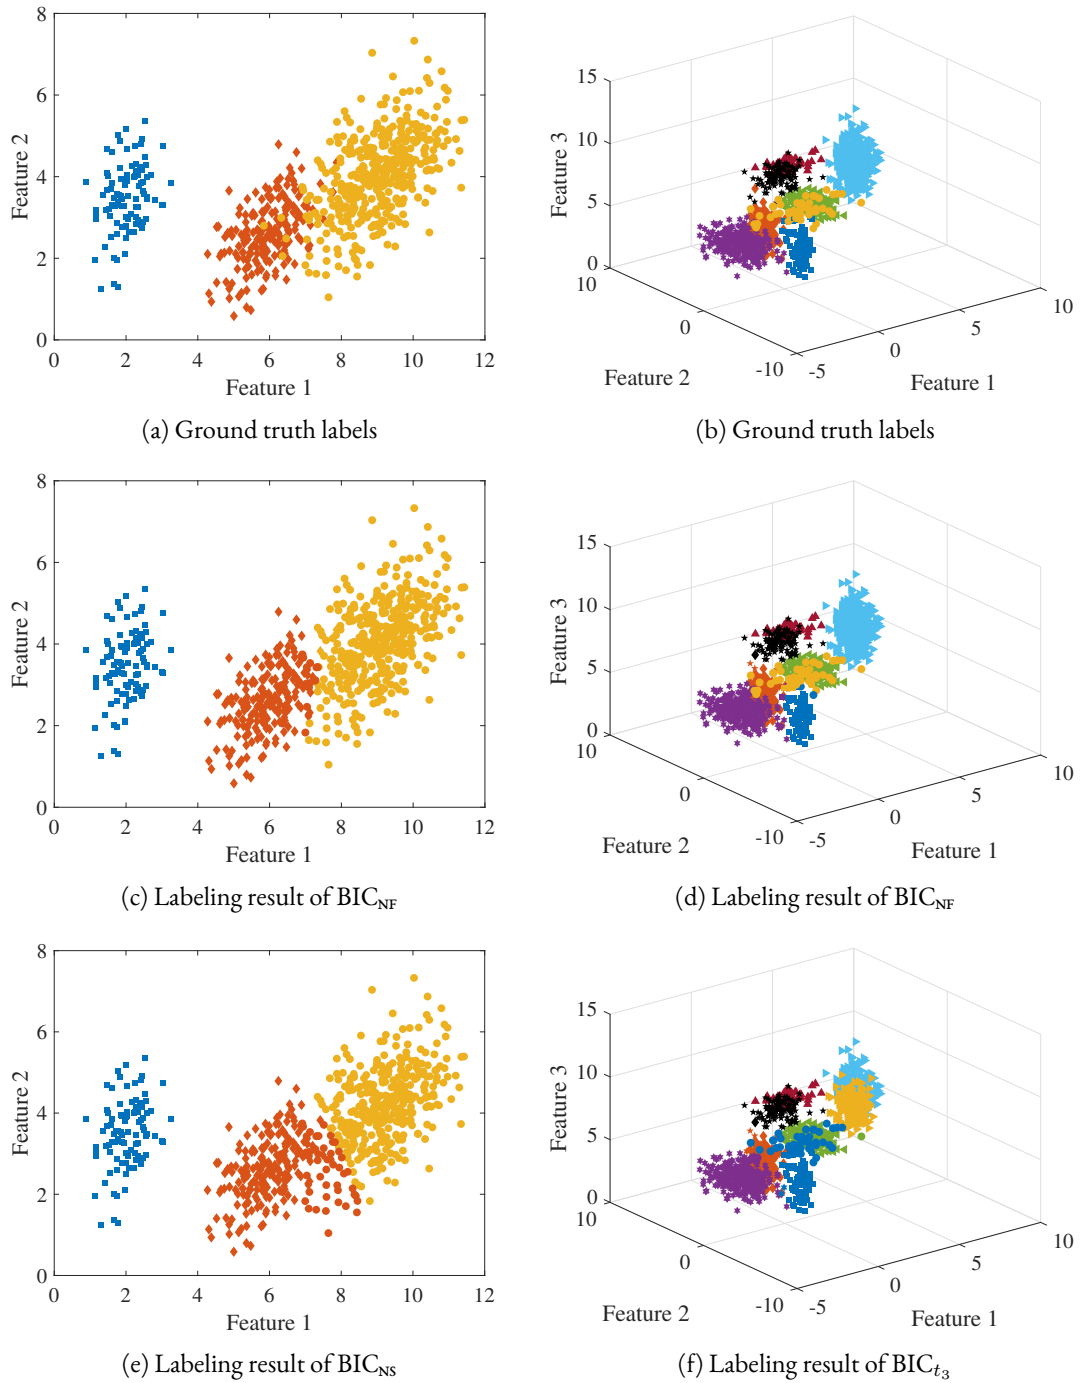 8
6
4
2
0
0 2 4 6 8 10 12
Feature 2
Feature 1
(a) Ground truth labels
15
10
5
0
10
0
-10
-5
0
5
10
Feature 3
Feature 2
Feature 1
(b) Ground truth labels
8
6
4
2
0
0 2 4 6 8 10 12
Feature 2
Feature 1
(c) Labeling result of BIC_NF
15
10
5
0
10
0
-10
-5
0
5
10
Feature 3
Feature 2
Feature 1
(d) Labeling result of BIC_NF
8
6
4
2
0
0 2 4 6 8 10 12
Feature 2
Feature 1
(e) Labeling result of BIC_NS
15
10
5
0
10
0
-10
-5
0
5
10
Feature 3
Feature 2
Feature 1
(f) Labeling result of BIC_t₃